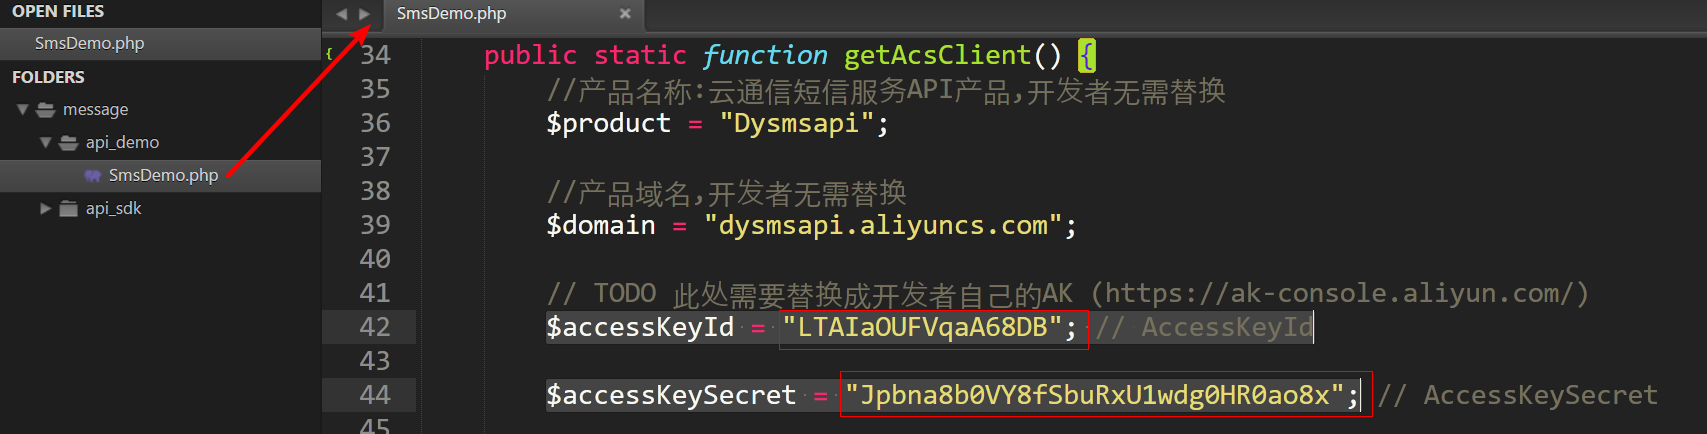 OPEN FILES
SmsDemo.php
FOLDERS
message
api_demo
SmsDemo.php
api_sdk
SmsDemo.php
34 public static function getAcsClient() {
35 //产品名称:云通信短信服务API产品,开发者无需替换
36 $product = "Dysmsapi";
37
38 //产品域名,开发者无需替换
39 $domain = "dysmsapi.aliyuncs.com";
40
41 // TODO 此处需要替换成开发者自己的AK (https://ak-console.aliyun.com/)
42 $accessKeyId = "LTAIaOUFVqaA68DB"; // AccessKeyId
43
44 $accessKeySecret = "Jpbna8b0VY8fSbuRxU1wdg0HR0ao8x"; // AccessKeySecret
45